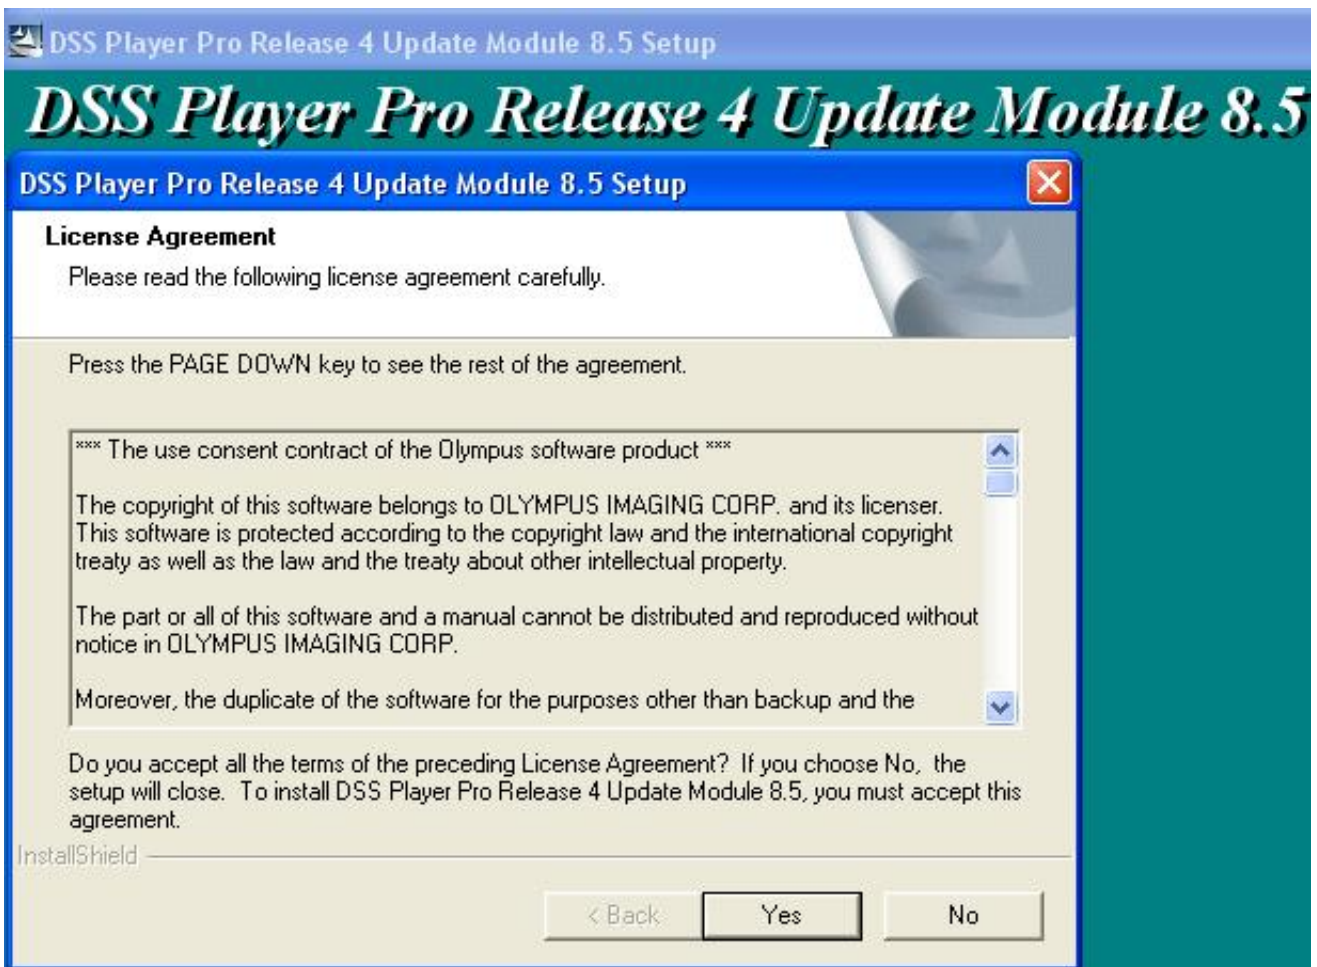 DSS Player Pro Release 4 Update Module 8.5 Setup
DSS Player Pro Release 4 Update Module 8.5
DSS Player Pro Release 4 Update Module 8.5 Setup
License Agreement
Please read the following license agreement carefully.
Press the PAGE DOWN key to see the rest of the agreement.
*** The use consent contract of the Olympus software product ***
The copyright of this software belongs to OLYMPUS IMAGING CORP. and its licenser.
This software is protected according to the copyright law and the international copyright
treaty as well as the law and the treaty about other intellectual property.
The part or all of this software and a manual cannot be distributed and reproduced without
notice in OLYMPUS IMAGING CORP.
Moreover, the duplicate of the software for the purposes other than backup and the
Do you accept all the terms of the preceding License Agreement?  If you choose No,  the
setup will close.  To install DSS Player Pro Release 4 Update Module 8.5, you must accept this
agreement.
InstallShield
< Back Yes No